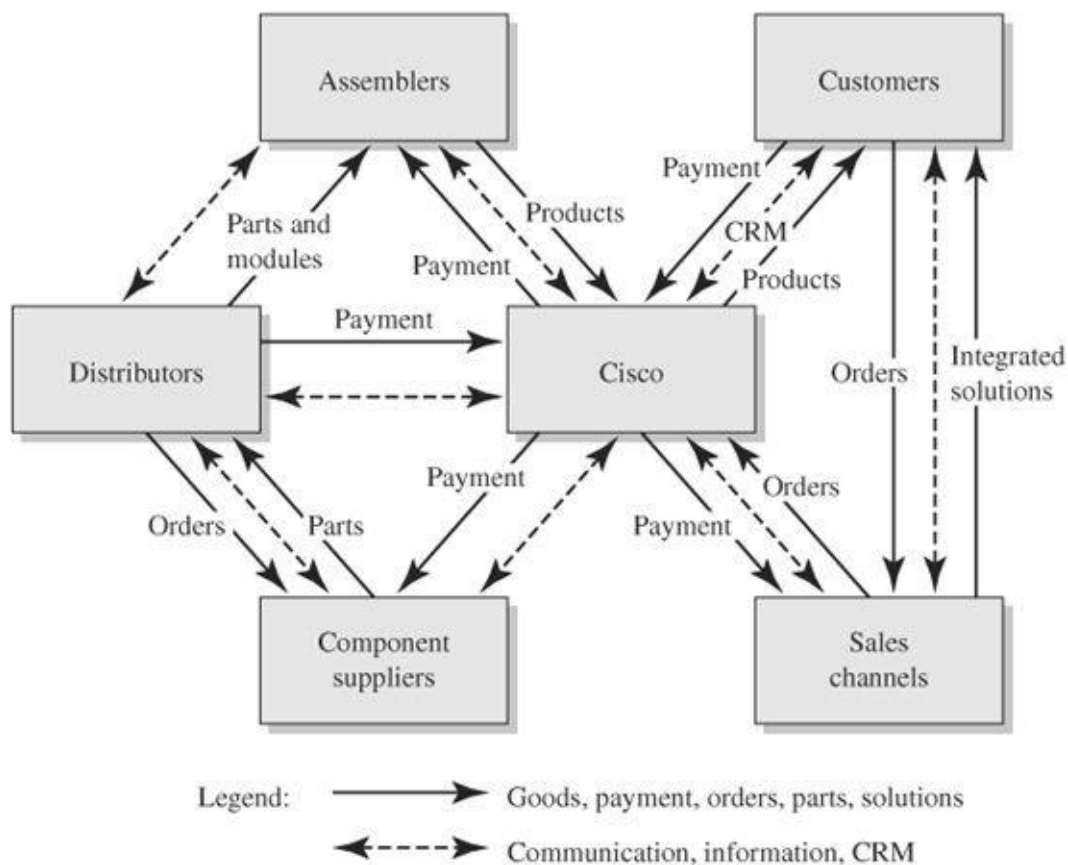 Assemblers
Customers
Payment
Products
Parts and
modules
CRM
Payment
Products
Payment
Distributors
Cisco
Orders
Integrated
solutions
Payment
Orders
Orders
Parts
Payment
Component
suppliers
Sales
channels
Legend:
Goods, payment, orders, parts, solutions
Communication, information, CRM